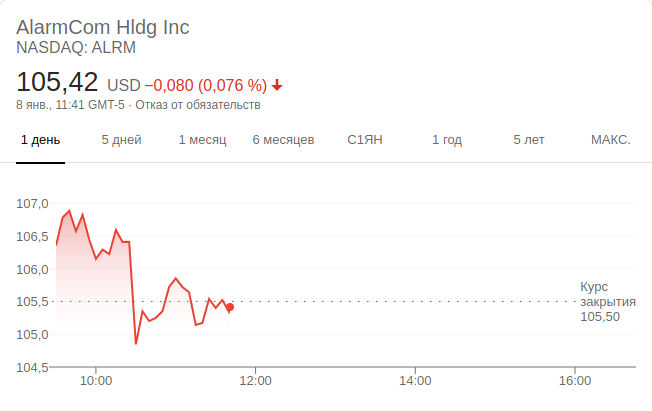 AlarmCom Hldg Inc
NASDAQ: ALRM
105,42 USD −0,080 (0,076 %)
8 янв., 11:41 GMT-5 · Отказ от обязательств
1 день 5 дней 1 месяц 6 месяцев С1ЯН 1 год 5 лет МАКС.
107,0
106,5
106,0
105,5
105,0
104,5
Курс
закрытия
105,50
10:00 12:00 14:00 16:00